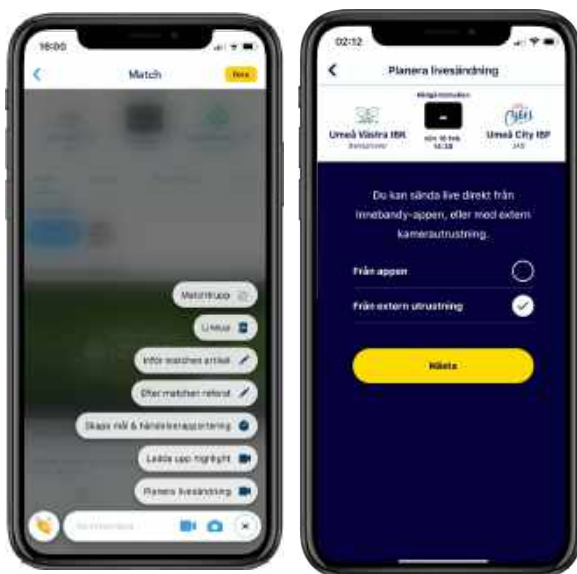 16:00
Match
Matchtrupp
Lineup
Inför matchen artikel
Efter matchen referat
Skapa mål & händelserapportering
Ladda upp highlight
Planera livesändning
02:12
Planera livesändning
Umeå Västra IBK
Umeå City IBF
14:30
Du kan sända live direkt från
Innebandy-appen, eller med extern
kamerautrustning.
Från appen
Från extern utrustning
Nästa